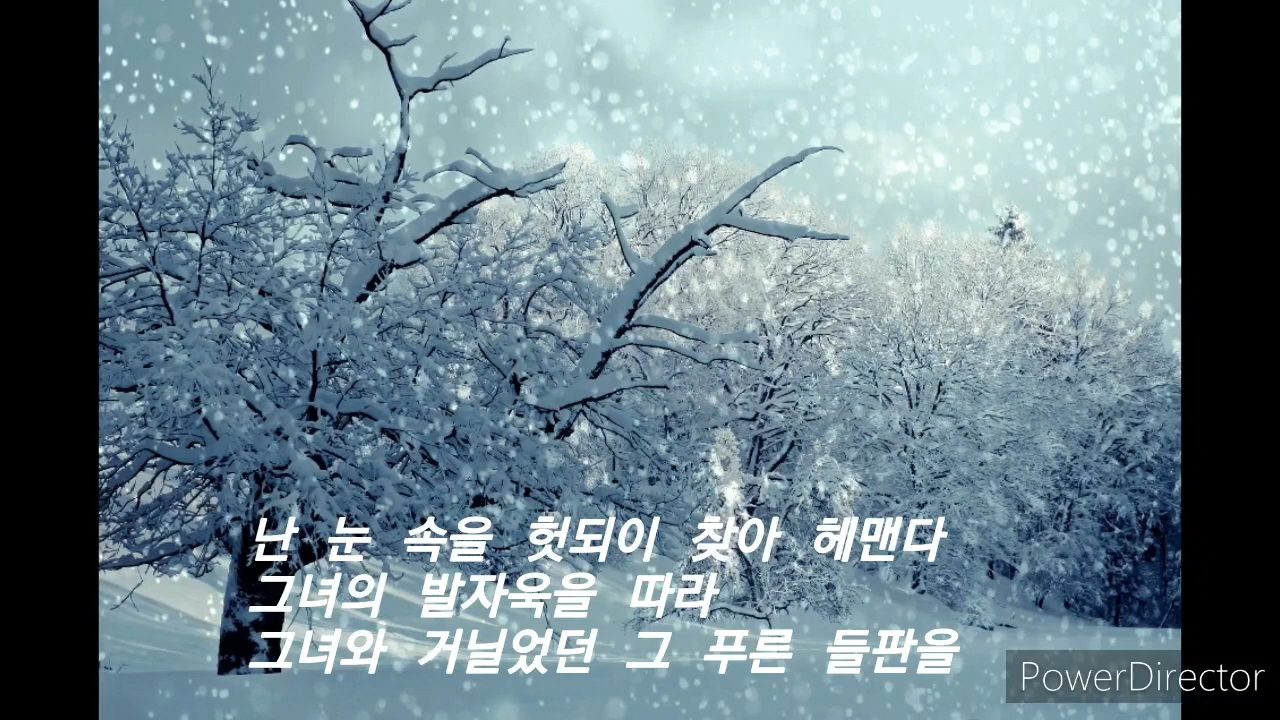 난 눈 속을 헛되이 찾아 헤맨다
그녀의 발자욱을 따라
그녀와 거닐었던 그 푸른 들판을
PowerDirector